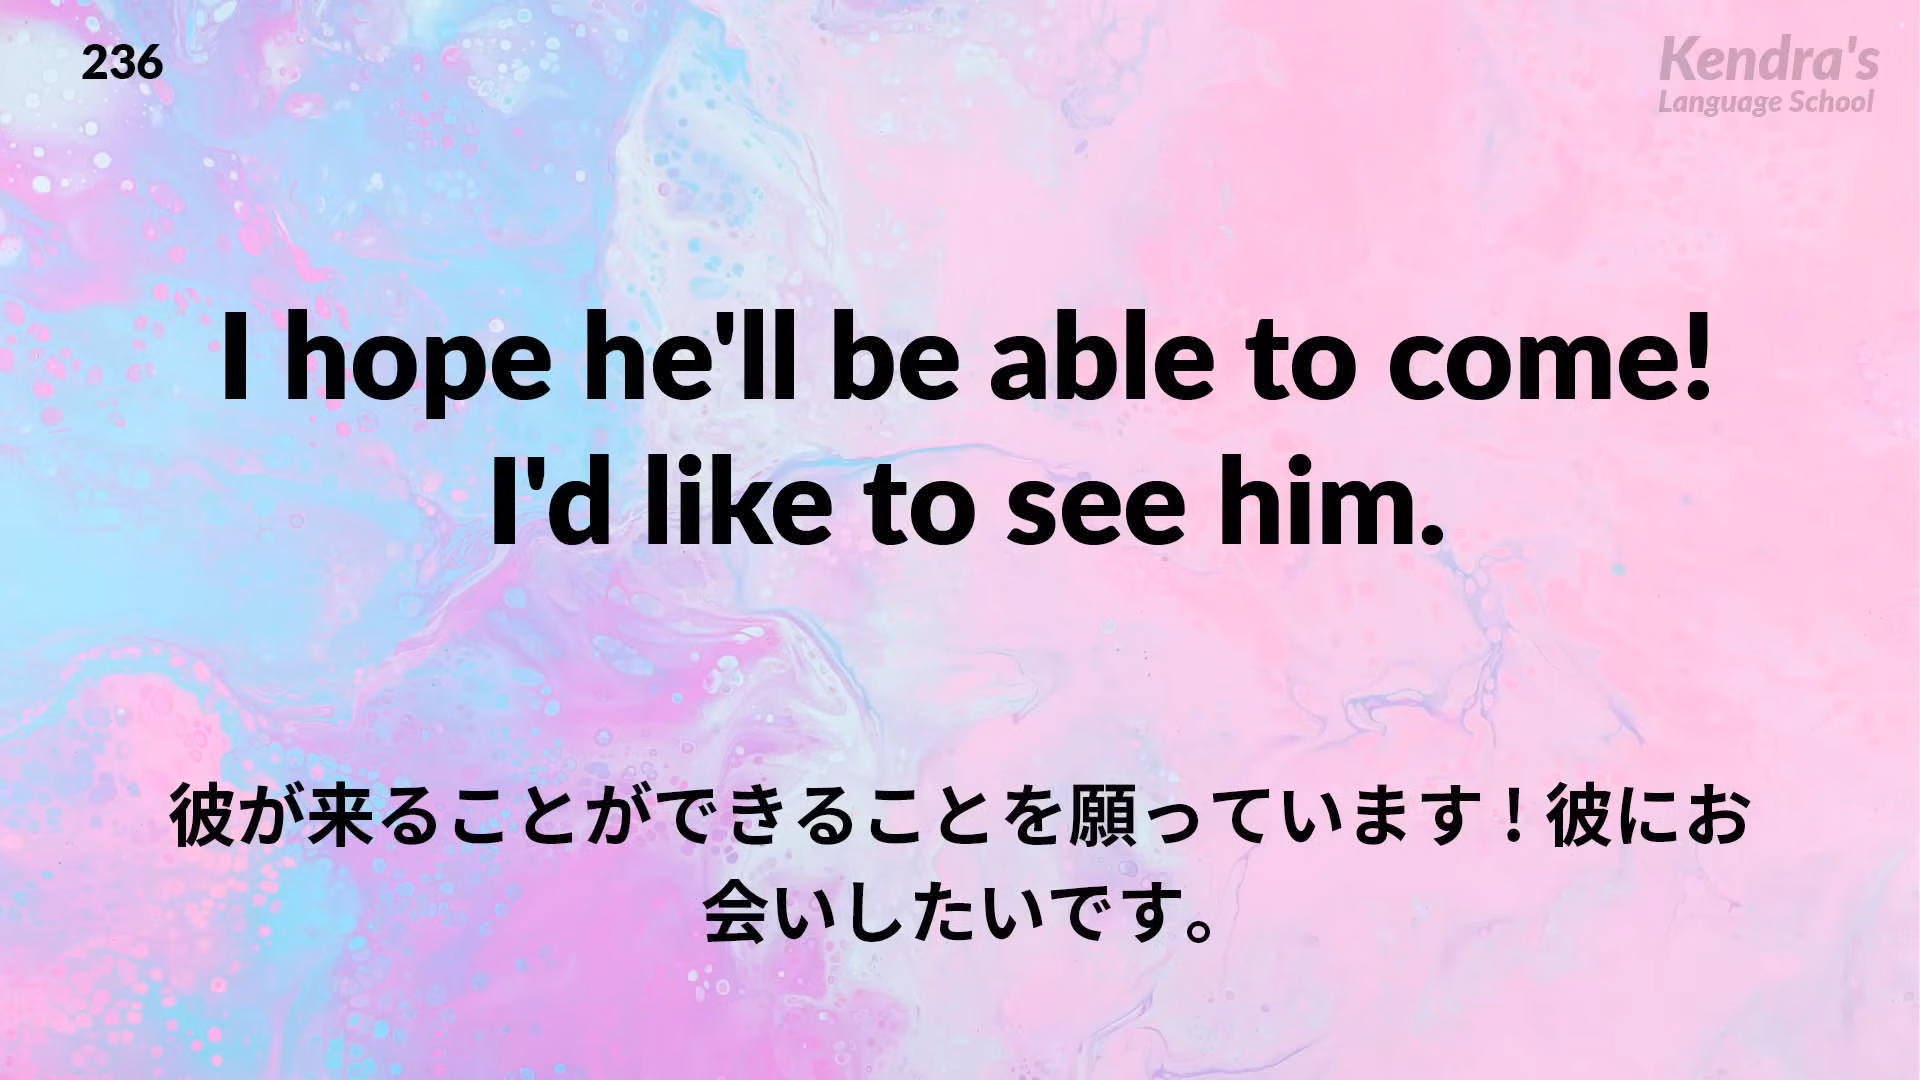 236
Kendra's
Language School
I hope he'll be able to come!
I'd like to see him.
彼が来ることができることを願っています！彼にお
会いしたいです。